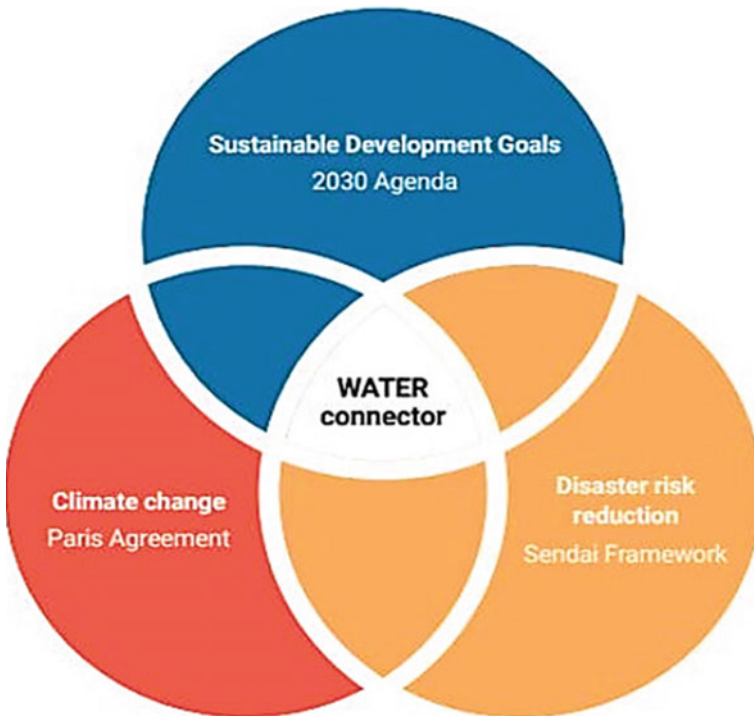 Sustainable Development Goals
2030 Agenda
WATER
connector
Climate change
Paris Agreement
Disaster risk
reduction
Sendai Framework